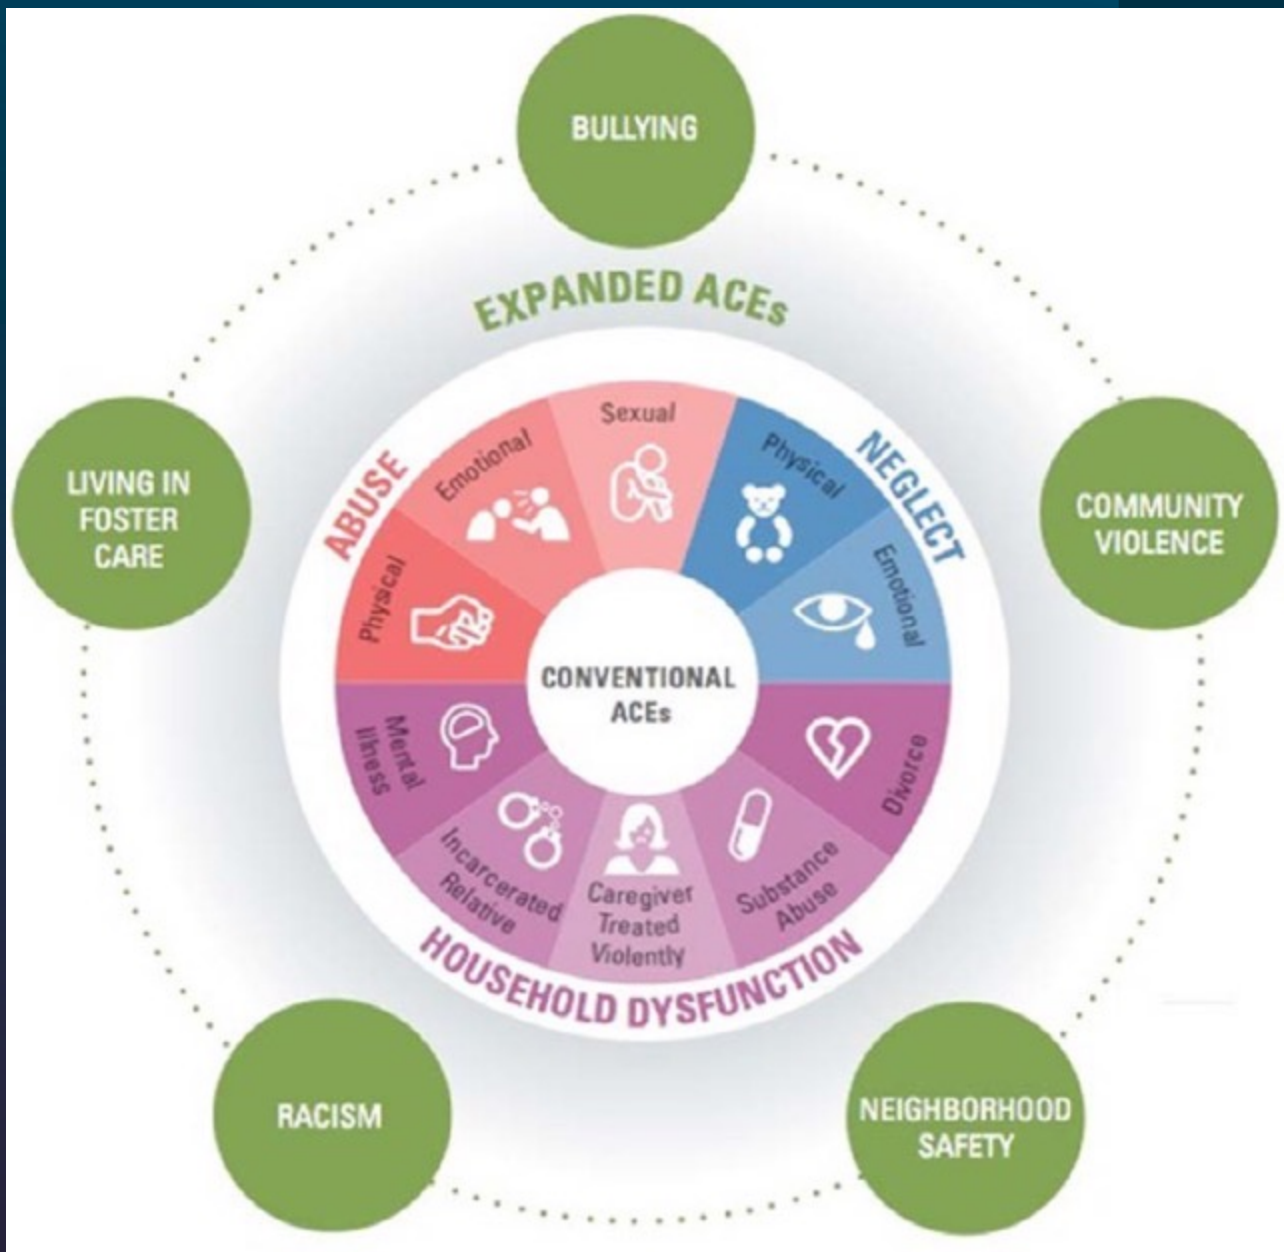 BULLYING
EXPANDED ACEs
LIVING IN
FOSTER
CARE
COMMUNITY
VIOLENCE
ABUSE
Physical
Emotional
Sexual
NEGLECT
Physical
Emotional
CONVENTIONAL
ACEs
Mental
Illness
Incarcerated
Relative
Caregiver
Treated
Violently
Substance
Abuse
Divorce
HOUSEHOLD DYSFUNCTION
RACISM
NEIGHBORHOOD
SAFETY